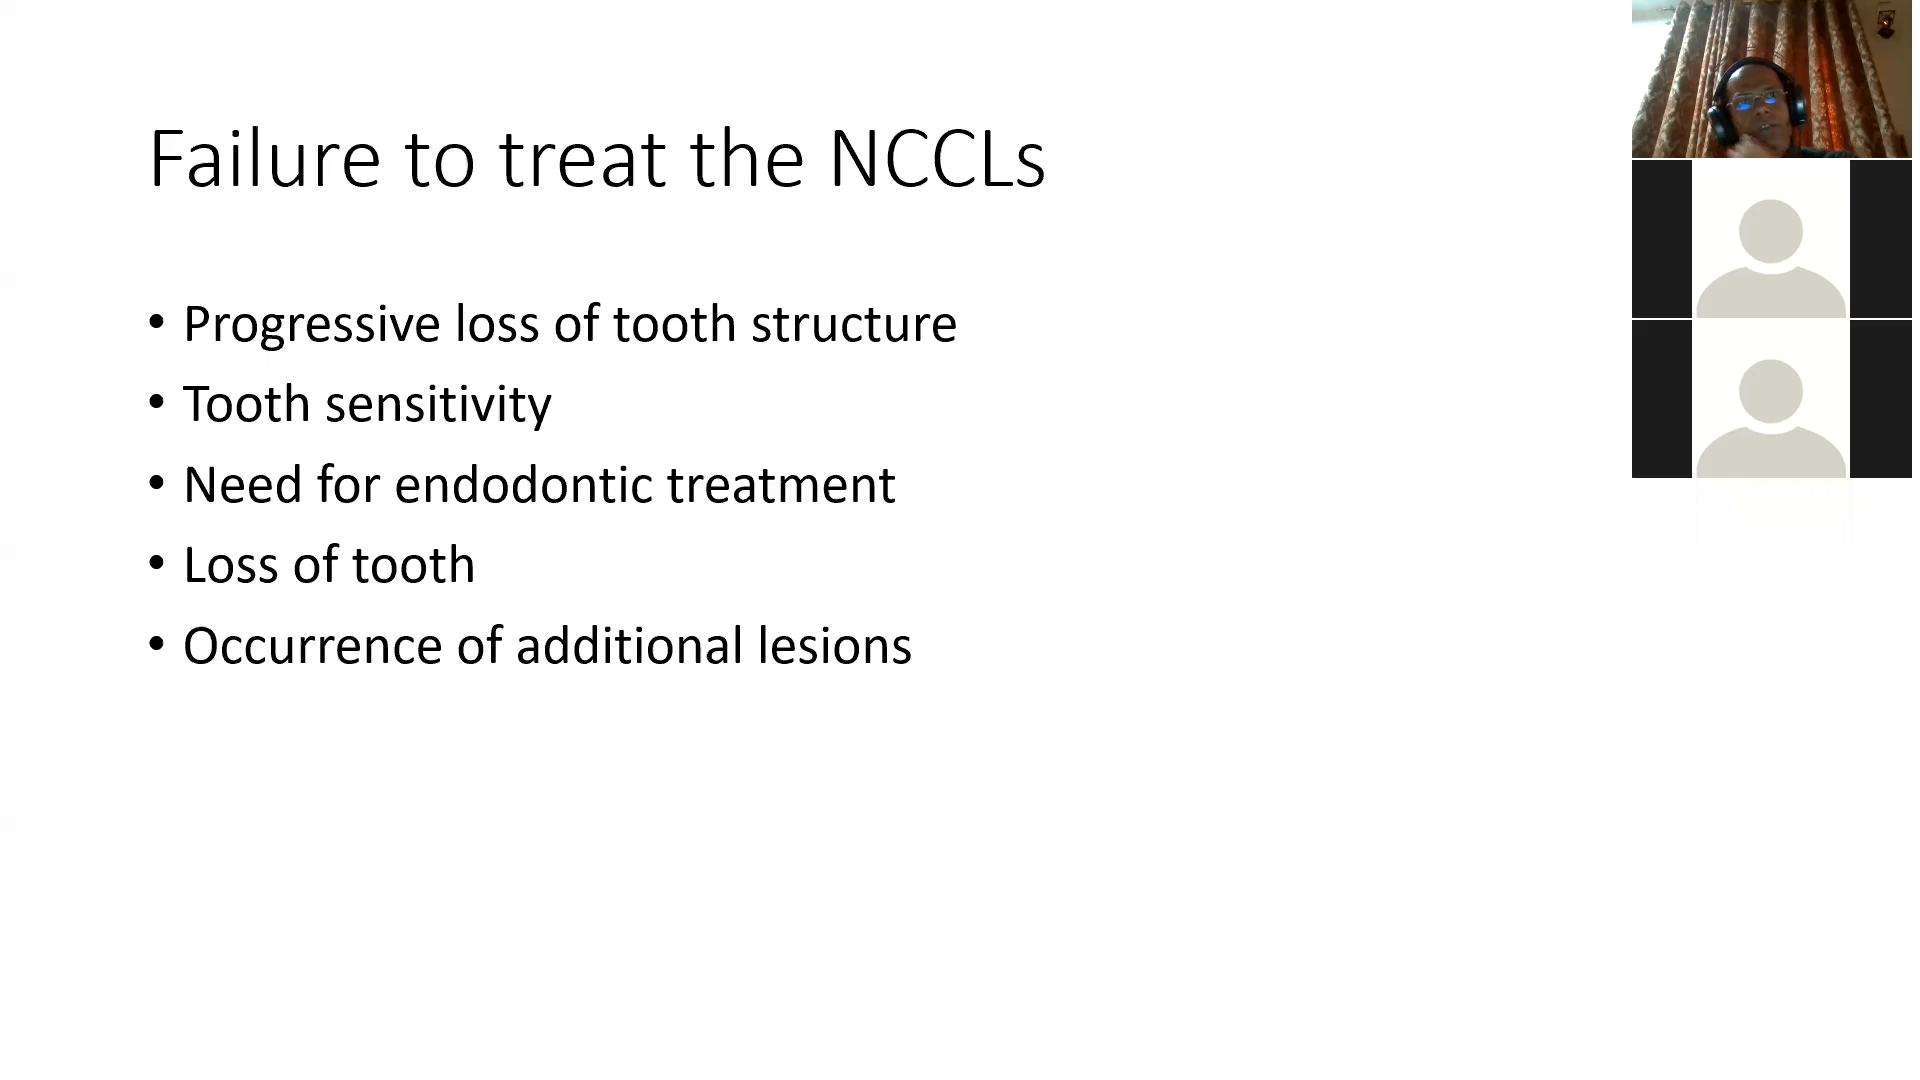 Failure to treat the NCCLs
• Progressive loss of tooth structure
• Tooth sensitivity
• Need for endodontic treatment
• Loss of tooth
• Occurrence of additional lesions